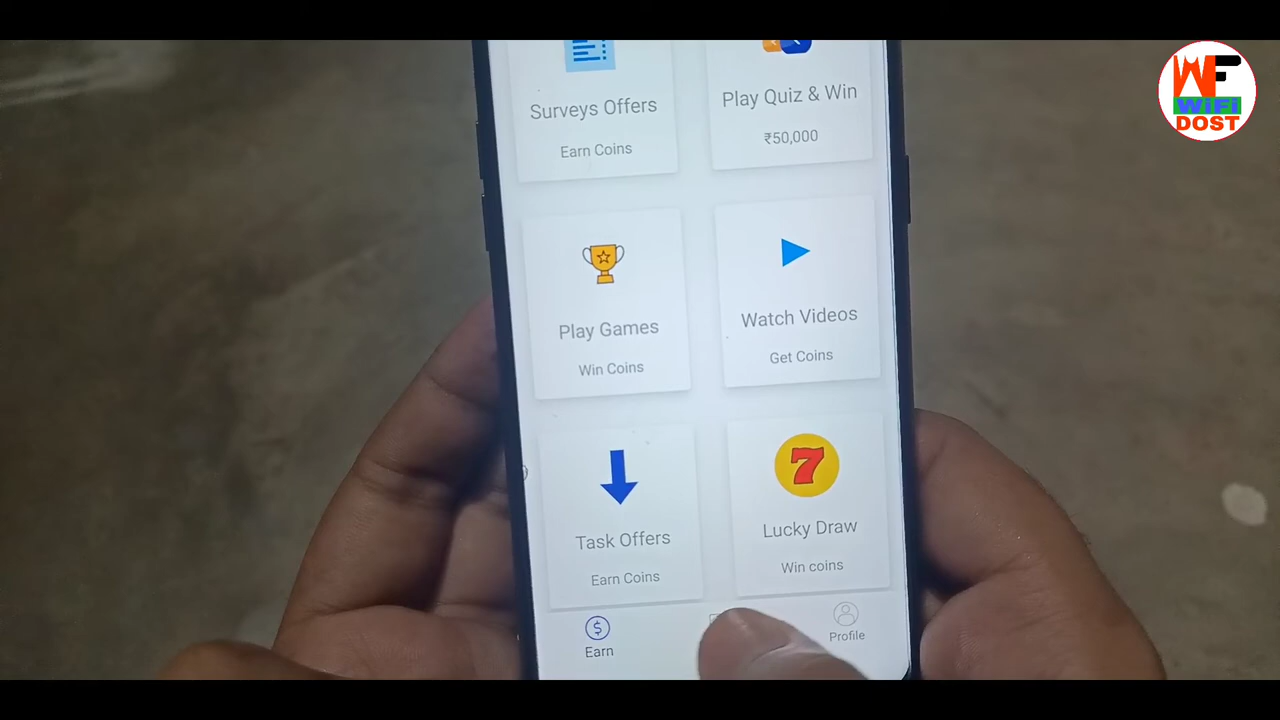 WF
WiFi
DOST
Surveys Offers
Earn Coins
Play Quiz & Win
₹50,000
Play Games
Win Coins
Watch Videos
Get Coins
Task Offers
Earn Coins
7
Lucky Draw
Win coins
$
Earn
Profile